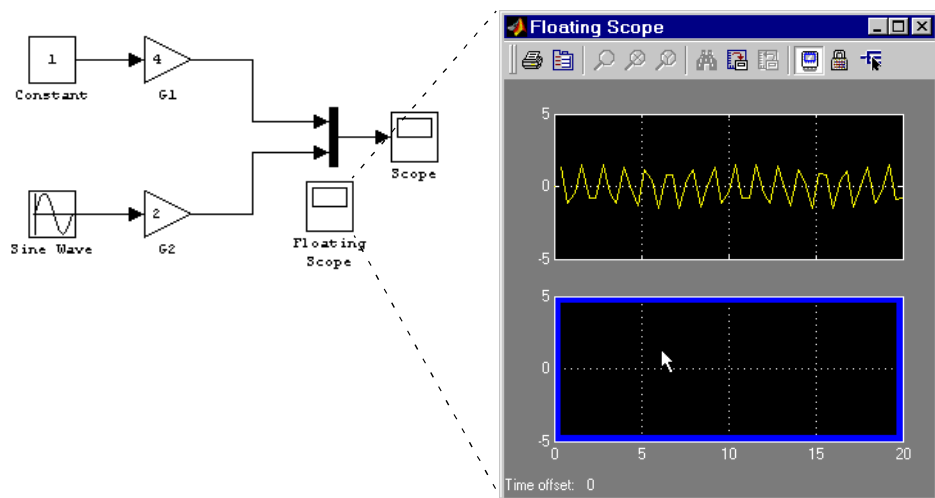 1
Constant
4
G1
Scope
Sine Wave
2
G2
Floating
Scope
Floating Scope
5
0
-5
5
0
-5
0 5 10 15 20
Time offset: 0